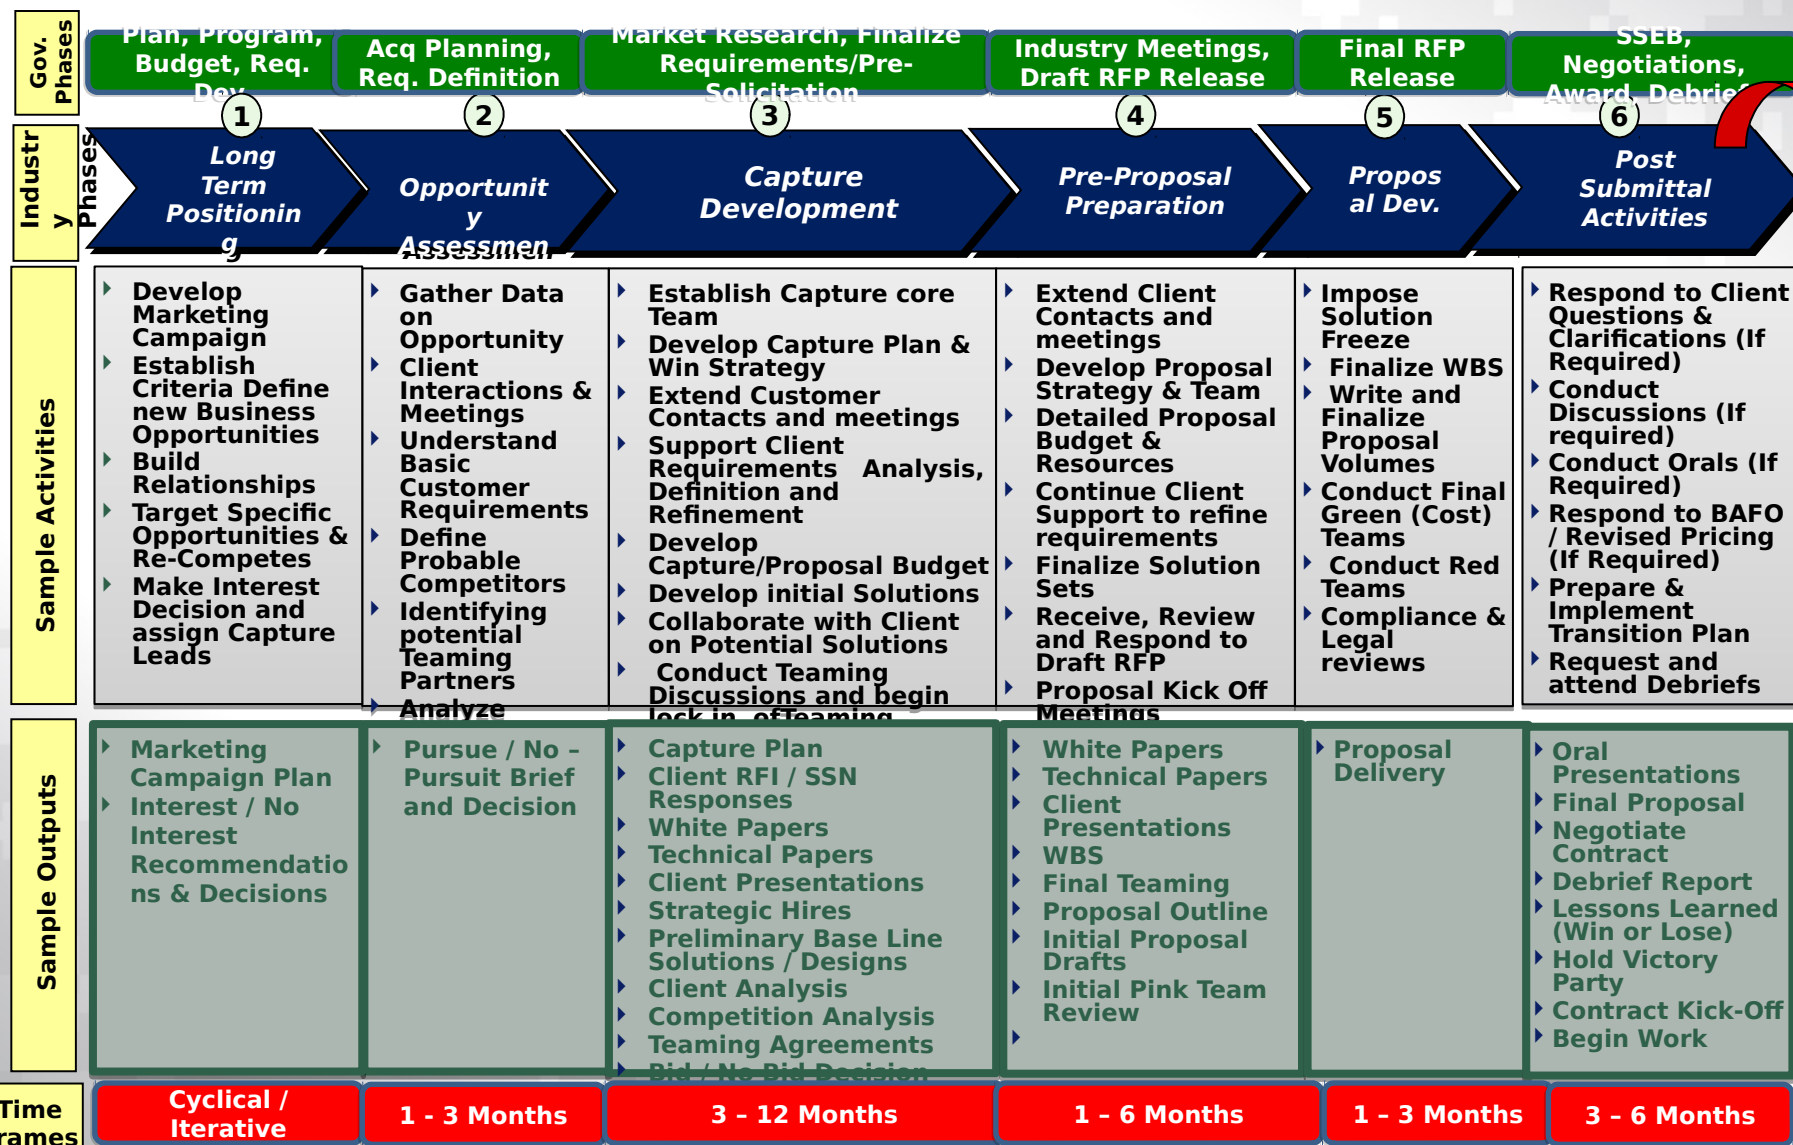 Gov.
Phases
Plan, Program,
Budget, Req.
Dev
Acq Planning,
Req. Definition
Market Research, Finalize
Requirements/Pre-
Solicitation
Industry Meetings,
Draft RFP Release
Final RFP
Release
SSEB,
Negotiations,
Award, Debrief
1
2
3
4
5
6
Industr
y
Phases
Long
Term
Positionin
g
Opportunit
y
Assessmen
Capture
Development
Pre-Proposal
Preparation
Propos
al Dev.
Post
Submittal
Activities
Sample Activities
Develop
Marketing
Campaign
Establish
Criteria Define
new Business
Opportunities
Build
Relationships
Target Specific
Opportunities &
Re-Competes
Make Interest
Decision and
assign Capture
Leads
Gather Data
on
Opportunity
Client
Interactions &
Meetings
Understand
Basic
Customer
Requirements
Define
Probable
Competitors
Identifying
potential
Teaming
Partners
Analyze
Establish Capture core
Team
Develop Capture Plan &
Win Strategy
Extend Customer
Contacts and meetings
Support Client
Requirements Analysis,
Definition and
Refinement
Develop
Capture/Proposal Budget
Develop initial Solutions
Collaborate with Client
on Potential Solutions
Conduct Teaming
Discussions and begin
lock in ofTeaming
Extend Client
Contacts and
meetings
Develop Proposal
Strategy & Team
Detailed Proposal
Budget &
Resources
Continue Client
Support to refine
requirements
Finalize Solution
Sets
Receive, Review
and Respond to
Draft RFP
Proposal Kick Off
Meetings
Impose
Solution
Freeze
Finalize WBS
Write and
Finalize
Proposal
Volumes
Conduct Final
Green (Cost)
Teams
Conduct Red
Teams
Compliance &
Legal
reviews
Respond to Client
Questions &
Clarifications (If
Required)
Conduct
Discussions (If
required)
Conduct Orals (If
Required)
Respond to BAFO
/ Revised Pricing
(If Required)
Prepare &
Implement
Transition Plan
Request and
attend Debriefs
Sample Outputs
Marketing
Campaign Plan
Interest / No
Interest
Recommendatio
ns & Decisions
Pursue / No –
Pursuit Brief
and Decision
Capture Plan
Client RFI / SSN
Responses
White Papers
Technical Papers
Client Presentations
Strategic Hires
Preliminary Base Line
Solutions / Designs
Client Analysis
Competition Analysis
Teaming Agreements
Bid / No Bid Decision
White Papers
Technical Papers
Client
Presentations
WBS
Final Teaming
Proposal Outline
Initial Proposal
Drafts
Initial Pink Team
Review
Proposal
Delivery
Oral
Presentations
Final Proposal
Negotiate
Contract
Debrief Report
Lessons Learned
(Win or Lose)
Hold Victory
Party
Contract Kick-Off
Begin Work
Time
rames
Cyclical /
Iterative
1 - 3 Months
3 – 12 Months
1 – 6 Months
1 – 3 Months
3 – 6 Months